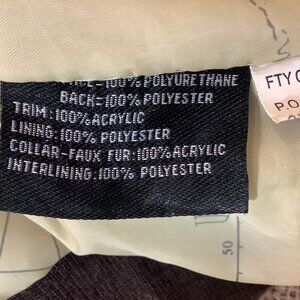 =100% POLYURETHANE
BACK=100% POLYESTER
TRIM:100%ACRYLIC
LINING:100% POLYESTER
COLLAR-FAUX FUR:100%ACRYLIC
INTERLINING:100% POLYESTER
FTY
P.O
50